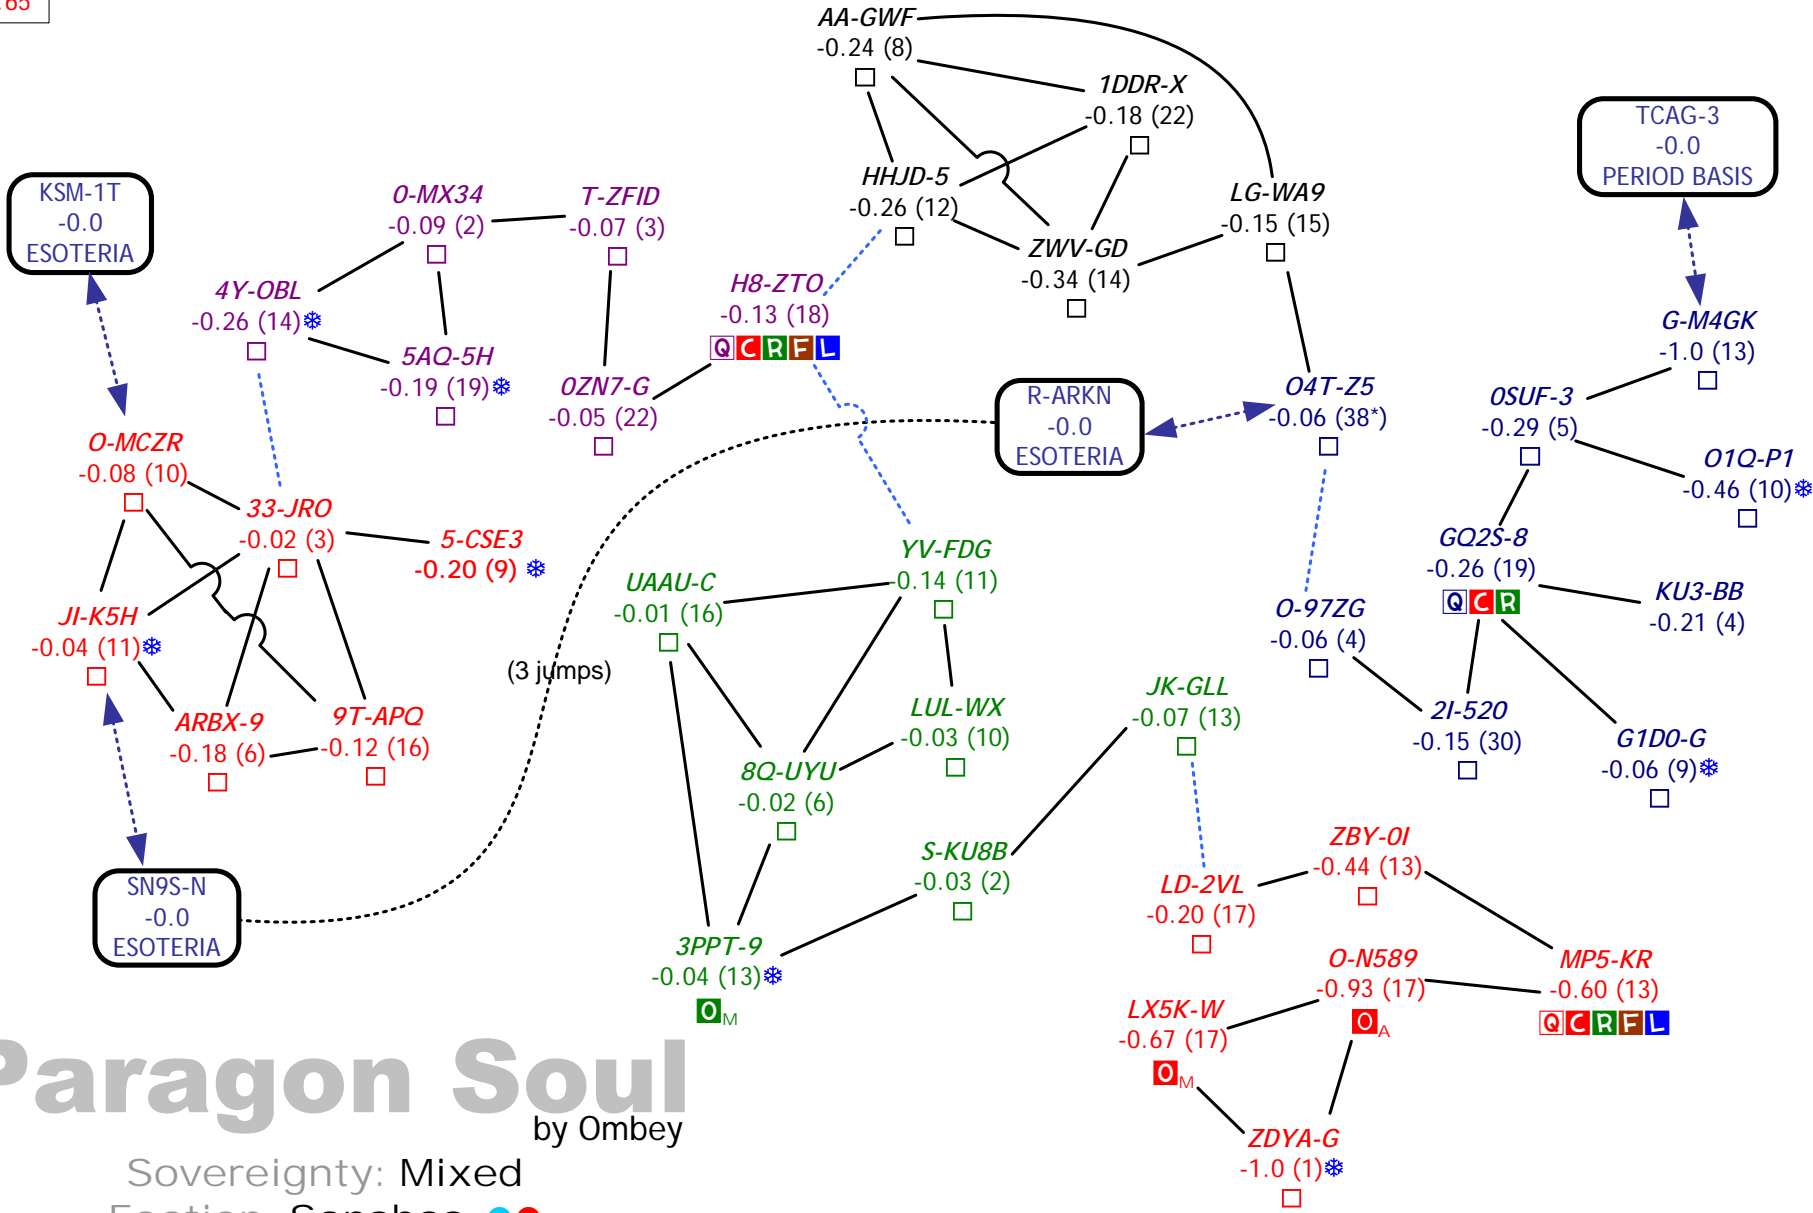 .65
AA-GWF
-0.24 (8)
1DDR-X
-0.18 (22)
TCAG-3
-0.0
PERIOD BASIS
KSM-1T
-0.0
ESOTERIA
0-MX34
-0.09 (2)
T-ZFID
-0.07 (3)
HHJD-5
-0.26 (12)
LG-WA9
-0.15 (15)
ZWV-GD
-0.34 (14)
4Y-OBL
-0.26 (14)
H8-ZTO
-0.13 (18)
Q C R F L
G-M4GK
-1.0 (13)
5AQ-5H
-0.19 (19)
0ZN7-G
-0.05 (22)
R-ARKN
-0.0
ESOTERIA
O4T-Z5
-0.06 (38*)
0SUF-3
-0.29 (5)
O-MCZR
-0.08 (10)
O1Q-P1
-0.46 (10)
33-JRO
-0.02 (3)
5-CSE3
-0.20 (9)
YV-FDG
-0.14 (11)
GQ2S-8
-0.26 (19)
Q C R
UAAU-C
-0.01 (16)
KU3-BB
-0.21 (4)
JI-K5H
-0.04 (11)
O-97ZG
-0.06 (4)
(3 jumps)
JK-GLL
-0.07 (13)
ARBX-9
-0.18 (6)
9T-APQ
-0.12 (16)
LUL-WX
-0.03 (10)
2I-520
-0.15 (30)
G1D0-G
-0.06 (9)
8Q-UYU
-0.02 (6)
SN9S-N
-0.0
ESOTERIA
S-KU8B
-0.03 (2)
ZBY-0I
-0.44 (13)
LD-2VL
-0.20 (17)
3PPT-9
-0.04 (13)
O M
O-N589
-0.93 (17)
O A
MP5-KR
-0.60 (13)
Q C R F L
LX5K-W
-0.67 (17)
O M
ZDYA-G
-1.0 (1)
Paragon Soul
by Ombey
Sovereignty: Mixed
Faction: Sanshas